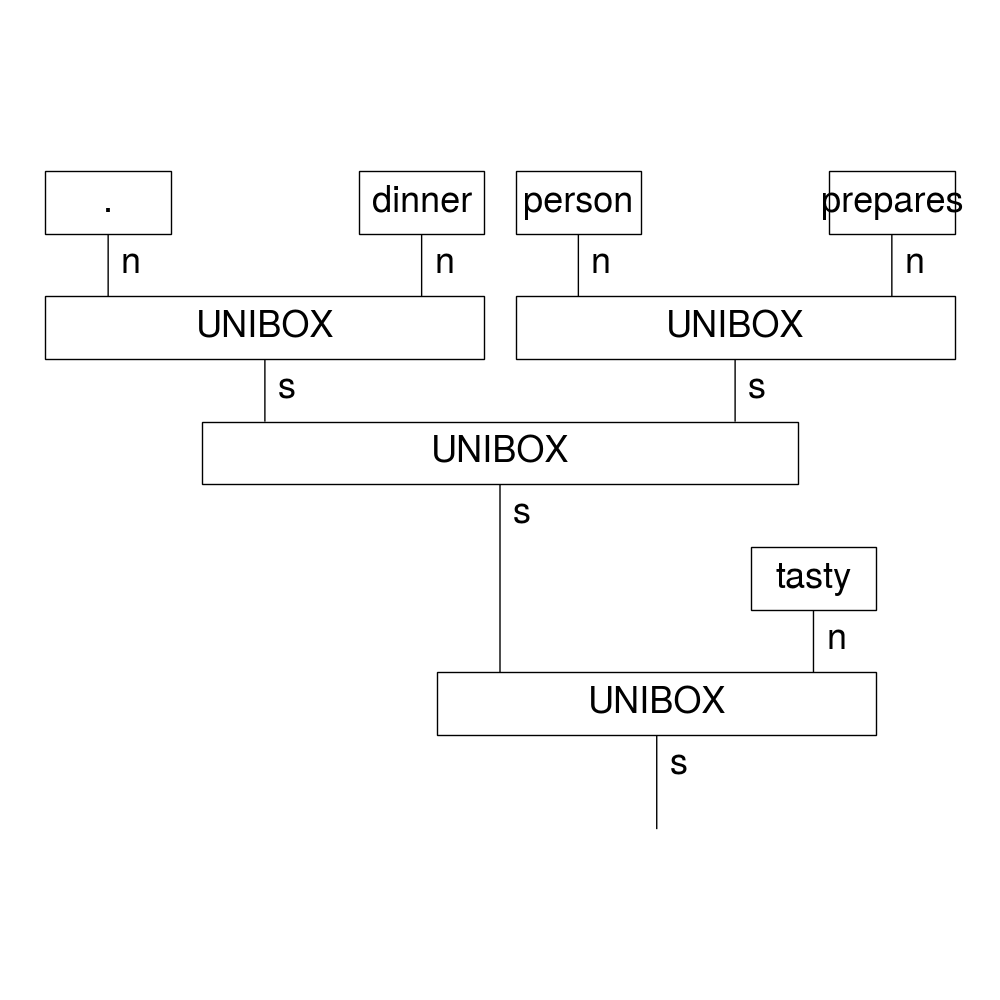 . dinner person prepares
n n n n
UNIBOX UNIBOX
s s
UNIBOX
s
tasty
n
UNIBOX
s